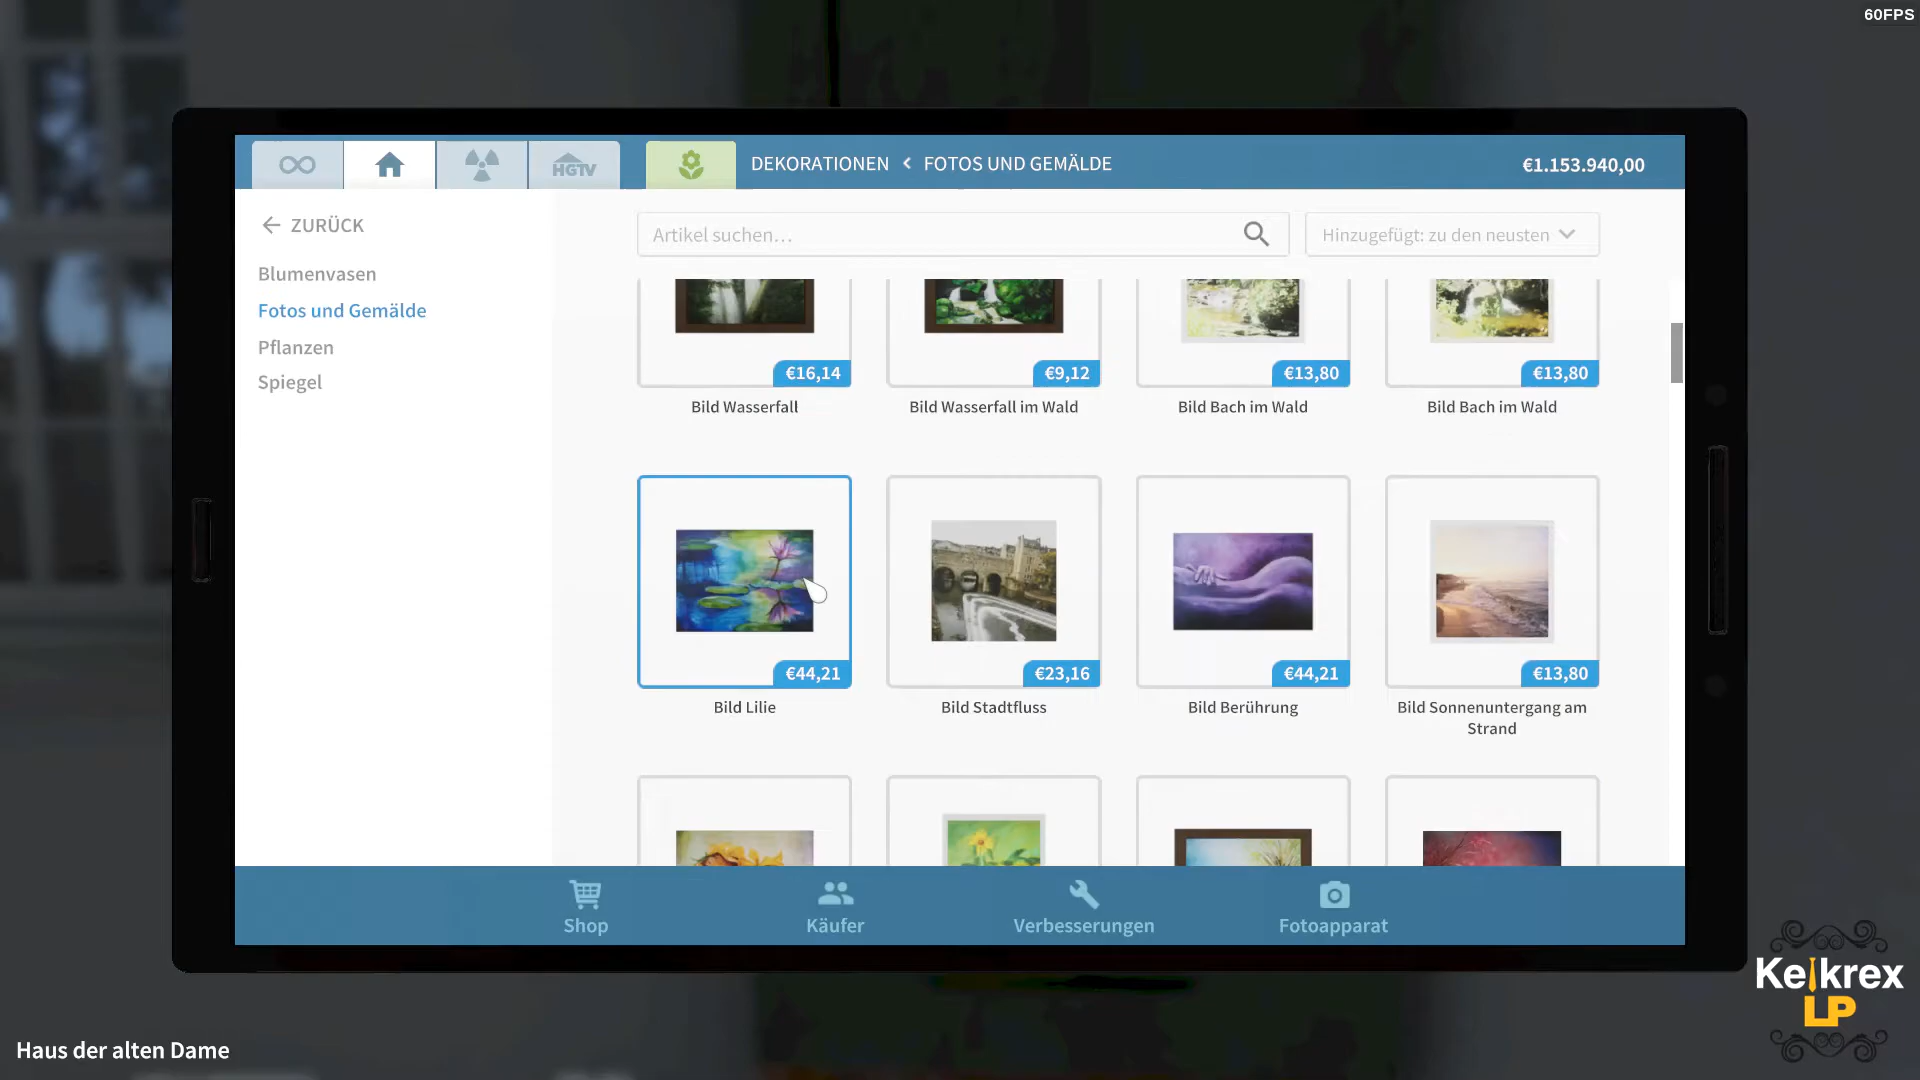 60FPS
HGTV
DEKORATIONEN < FOTOS UND GEMÄLDE
€1.153.940,00
ZURÜCK
Blumenvasen
Fotos und Gemälde
Pflanzen
Spiegel
Artikel suchen...
Hinzugefügt: zu den neusten
€16,14
€9,12
€13,80
€13,80
Bild Wasserfall
Bild Wasserfall im Wald
Bild Bach im Wald
Bild Bach im Wald
€44,21
€23,16
€44,21
€13,80
Bild Lilie
Bild Stadtfluss
Bild Berührung
Bild Sonnenuntergang am
Strand
Shop
Käufer
Verbesserungen
Fotoapparat
Keikrex
LP
Haus der alten Dame